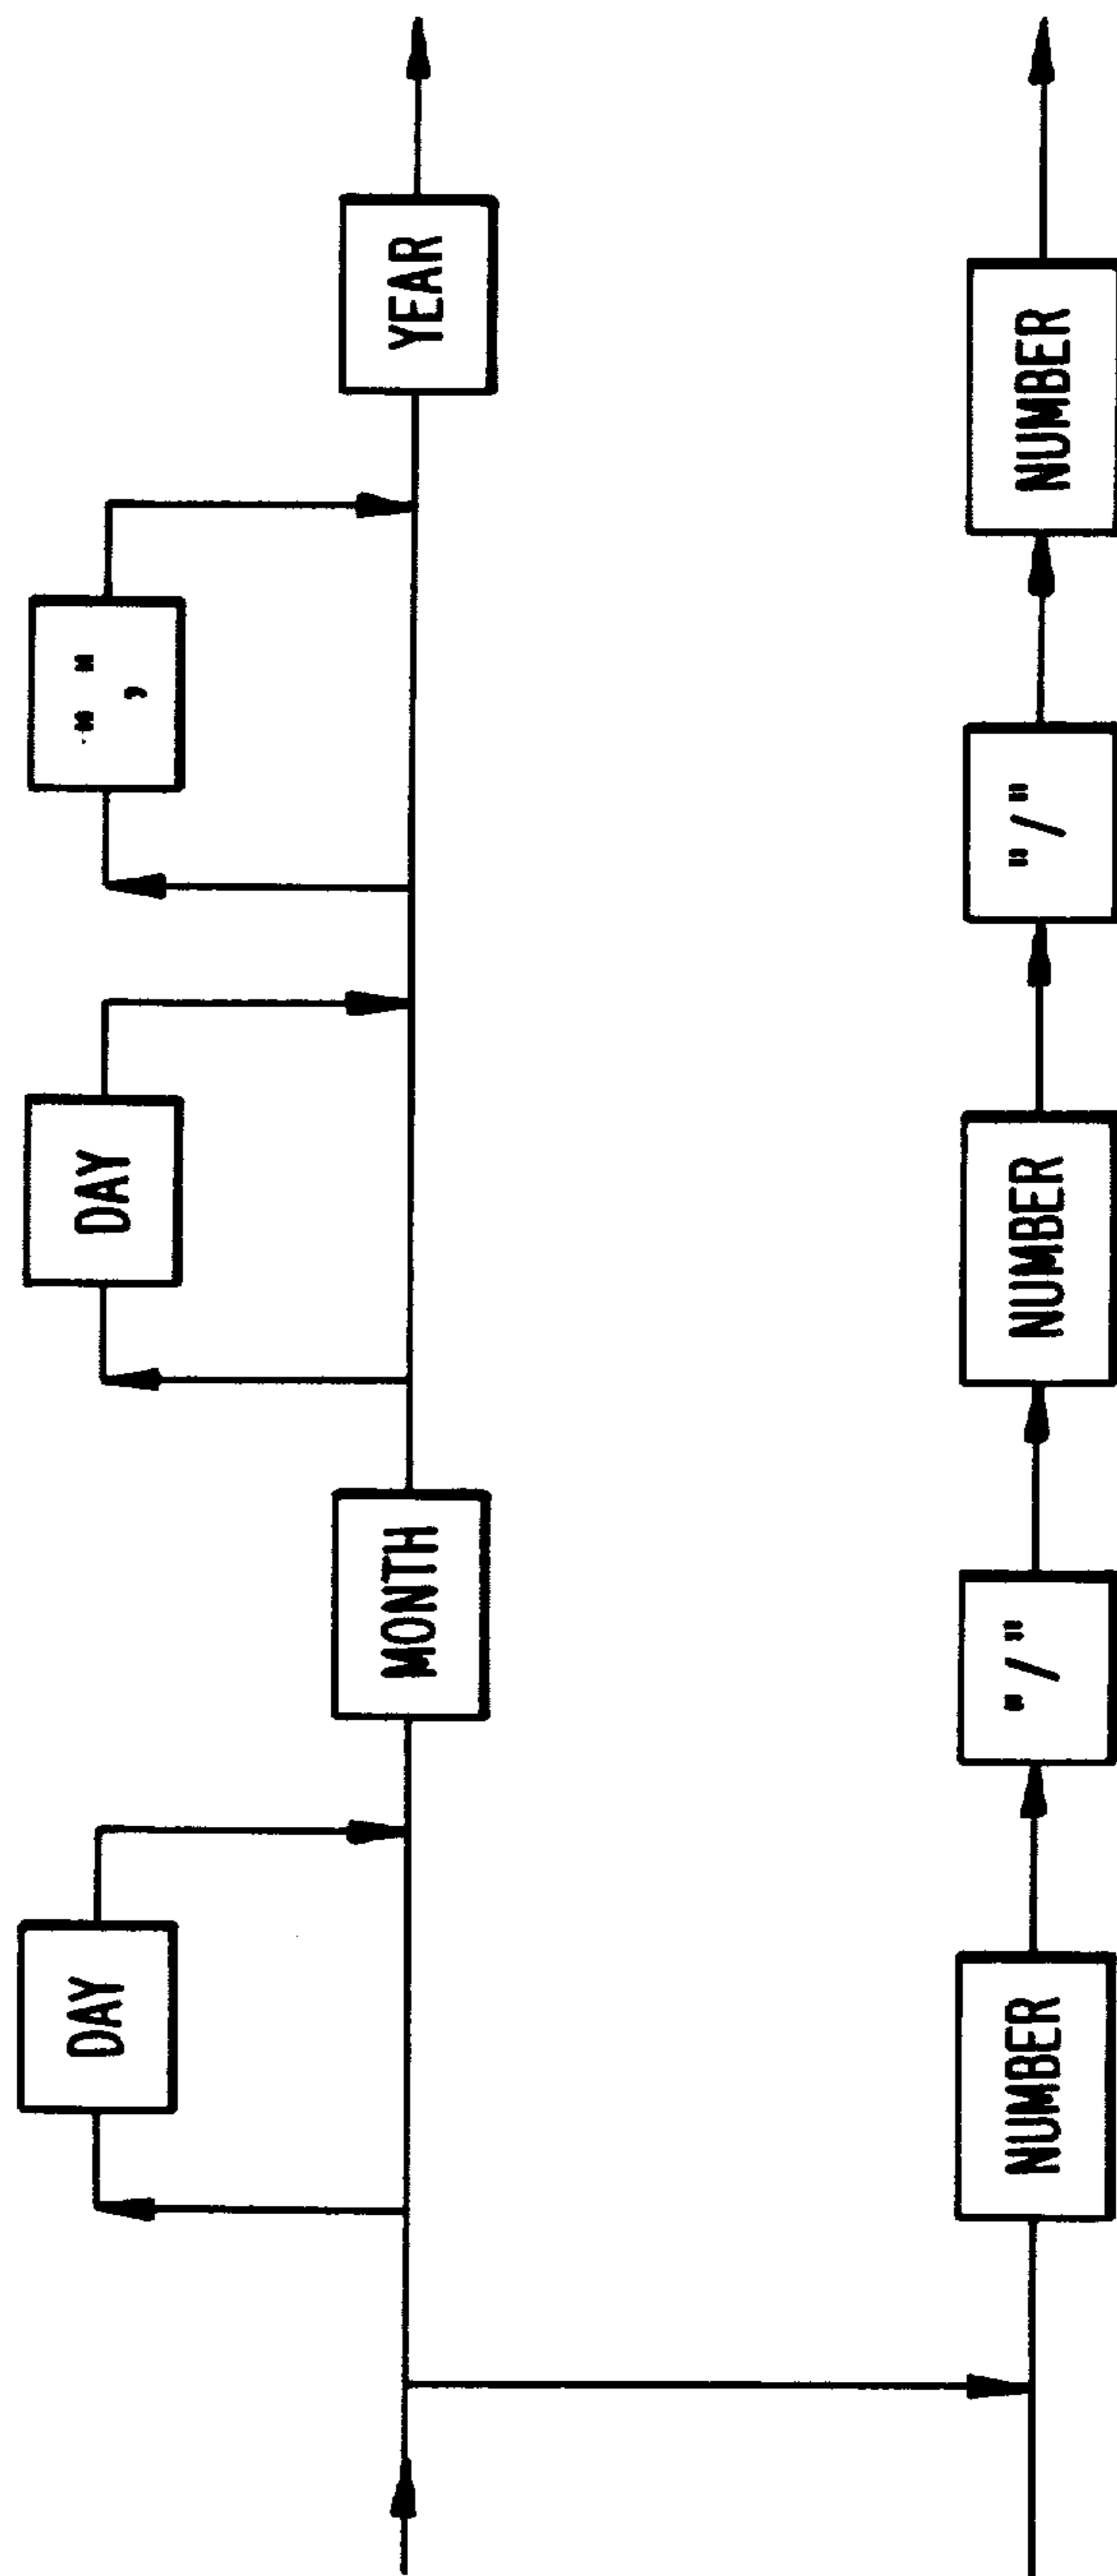 DAY
MONTH
DAY
","
YEAR
NUMBER
"/"
NUMBER
"/"
NUMBER